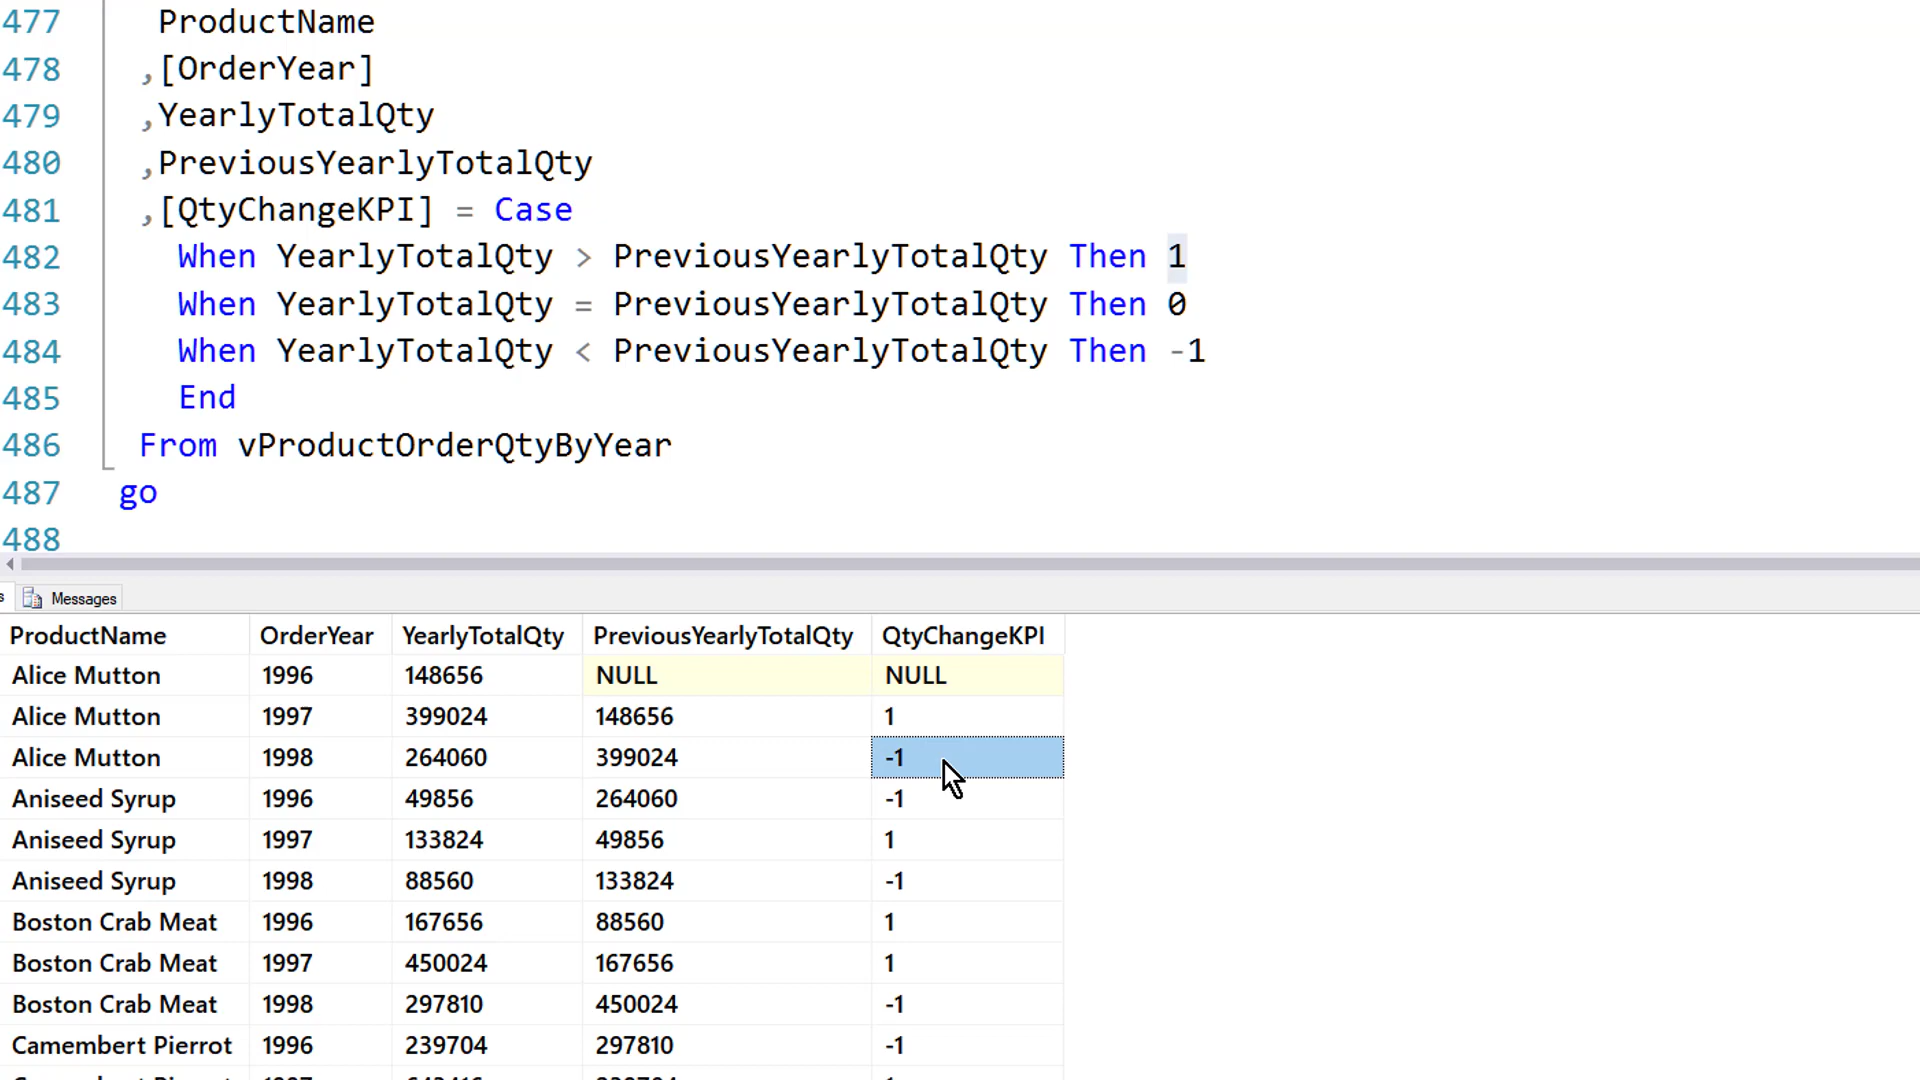 477 ProductName
478 ,[OrderYear]
479 ,YearlyTotalQty
480 ,PreviousYearlyTotalQty
481 ,[QtyChangeKPI] = Case
482 When YearlyTotalQty > PreviousYearlyTotalQty Then 1
483 When YearlyTotalQty = PreviousYearlyTotalQty Then 0
484 When YearlyTotalQty < PreviousYearlyTotalQty Then -1
485 End
486 From vProductOrderQtyByYear
487 go
488
s Messages
ProductName OrderYear YearlyTotalQty PreviousYearlyTotalQty QtyChangeKPI
Alice Mutton 1996 148656 NULL NULL
Alice Mutton 1997 399024 148656 1
Alice Mutton 1998 264060 399024 -1
Aniseed Syrup 1996 49856 264060 -1
Aniseed Syrup 1997 133824 49856 1
Aniseed Syrup 1998 88560 133824 -1
Boston Crab Meat 1996 167656 88560 1
Boston Crab Meat 1997 450024 167656 1
Boston Crab Meat 1998 297810 450024 -1
Camembert Pierrot 1996 239704 297810 -1